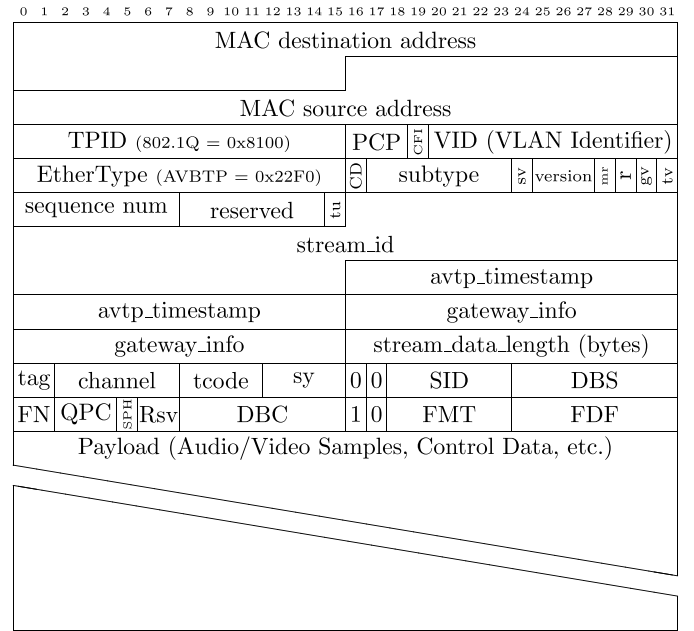 0 1 2 3 4 5 6 7 8 9 10 11 12 13 14 15 16 17 18 19 20 21 22 23 24 25 26 27 28 29 30 31
MAC destination address
MAC source address
TPID (802.1Q = 0x8100) PCP CFI VID (VLAN Identifier)
EtherType (AVBTP = 0x22F0) CD subtype sv version mr r gv tv
sequence num reserved tu
stream_id
avtp_timestamp
avtp_timestamp gateway_info
gateway_info stream_data_length (bytes)
tag channel tcode sy 0 0 SID DBS
FN QPC SPH Rsv DBC 1 0 FMT FDF
Payload (Audio/Video Samples, Control Data, etc.)